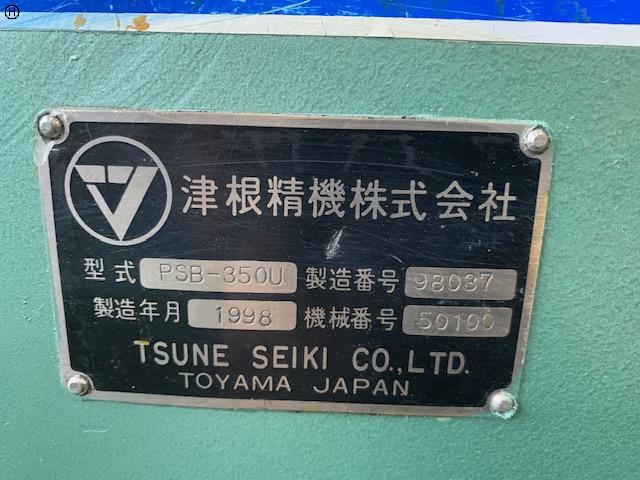 津根精機株式会社
型式 PSB-350U 製造番号 98037
製造年月 1998 機械番号 50100
TSUNE SEIKI CO.,LTD.
TOYAMA JAPAN